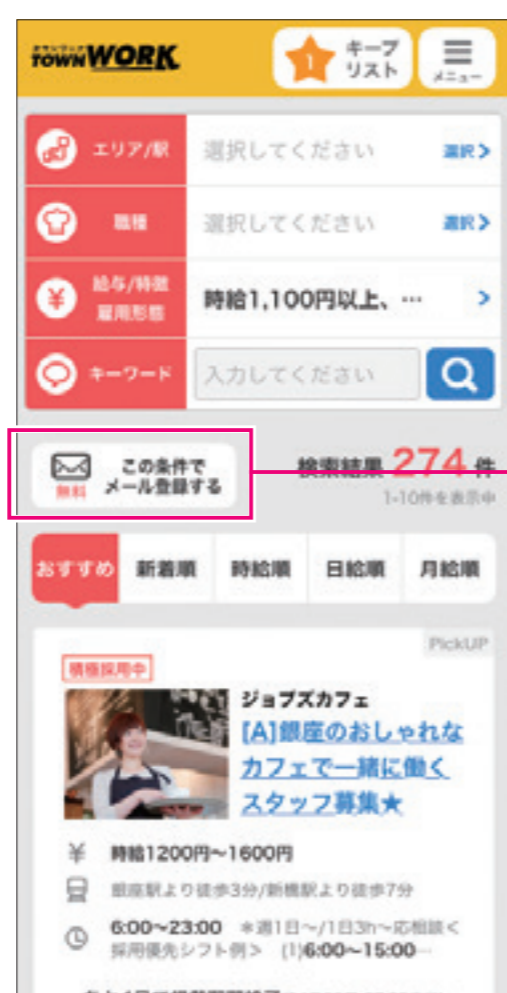 タウンワーク
TOWNWORK
1
キープ
リスト
メニュー
エリア/駅
選択してください
選択
職種
選択してください
選択
給与/特徴
雇用形態
時給1,100円以上、…
キーワード
入力してください
無料
この条件で
メール登録する
検索結果 274 件
1-10件を表示中
おすすめ 新着順 時給順 日給順 月給順
PickUP
積極採用中
ジョブズカフェ
[A]銀座のおしゃれな
カフェで一緒に働く
スタッフ募集★
時給1200円~1600円
銀座駅より徒歩3分/新橋駅より徒歩7分
6:00~23:00 *週1日~/1日3h~応相談<
採用優先シフト例> (1)6:00~15:00…